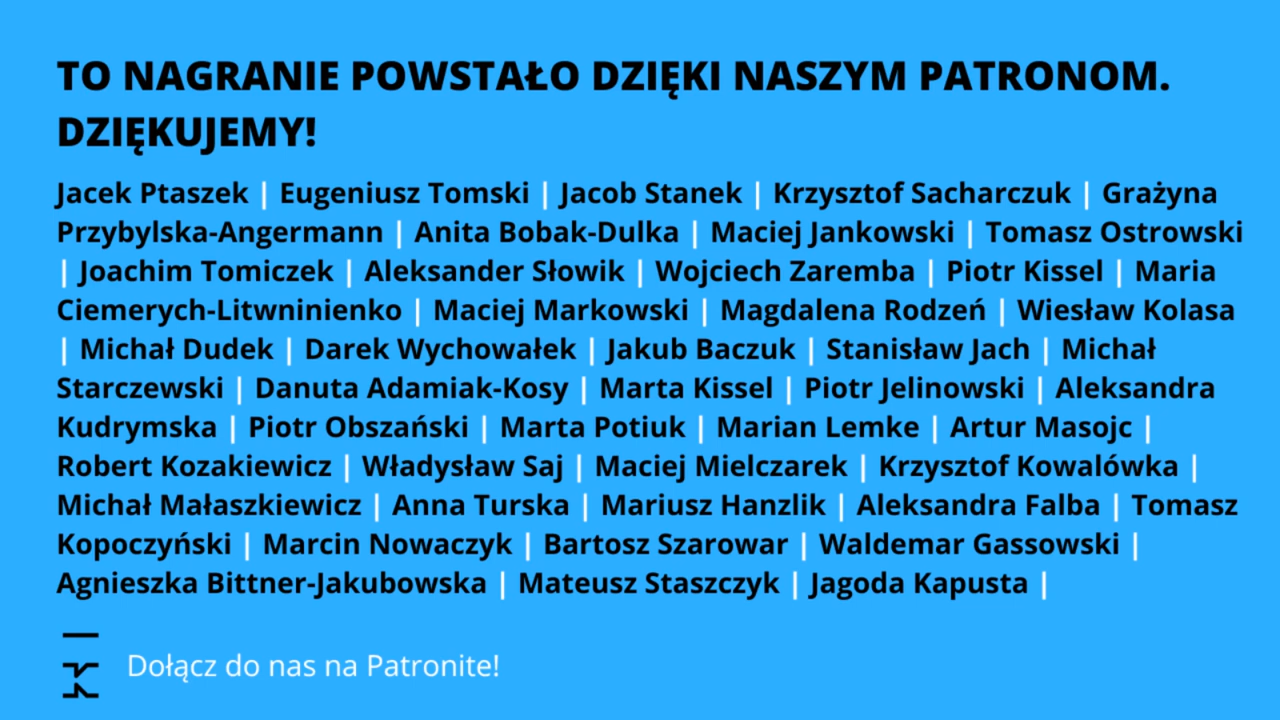 TO NAGRANIE POWSTAŁO DZIĘKI NASZYM PATRONOM.
DZIĘKUJEMY!
Jacek Ptaszek | Eugeniusz Tomski | Jacob Stanek | Krzysztof Sacharczuk | Grażyna
Przybylska-Angermann | Anita Bobak-Dulka | Maciej Jankowski | Tomasz Ostrowski
| Joachim Tomiczek | Aleksander Słowik | Wojciech Zaremba | Piotr Kissel | Maria
Ciemerych-Litwninienko | Maciej Markowski | Magdalena Rodzeń | Wiesław Kolasa
| Michał Dudek | Darek Wychowałek | Jakub Baczuk | Stanisław Jach | Michał
Starczewski | Danuta Adamiak-Kosy | Marta Kissel | Piotr Jelinowski | Aleksandra
Kudrymska | Piotr Obszański | Marta Potiuk | Marian Lemke | Artur Masojc |
Robert Kozakiewicz | Władysław Saj | Maciej Mielczarek | Krzysztof Kowalówka |
Michał Małaszkiewicz | Anna Turska | Mariusz Hanzlik | Aleksandra Falba | Tomasz
Kopoczyński | Marcin Nowaczyk | Bartosz Szarowar | Waldemar Gassowski |
Agnieszka Bittner-Jakubowska | Mateusz Staszczyk | Jagoda Kapusta |
Dołącz do nas na Patronite!